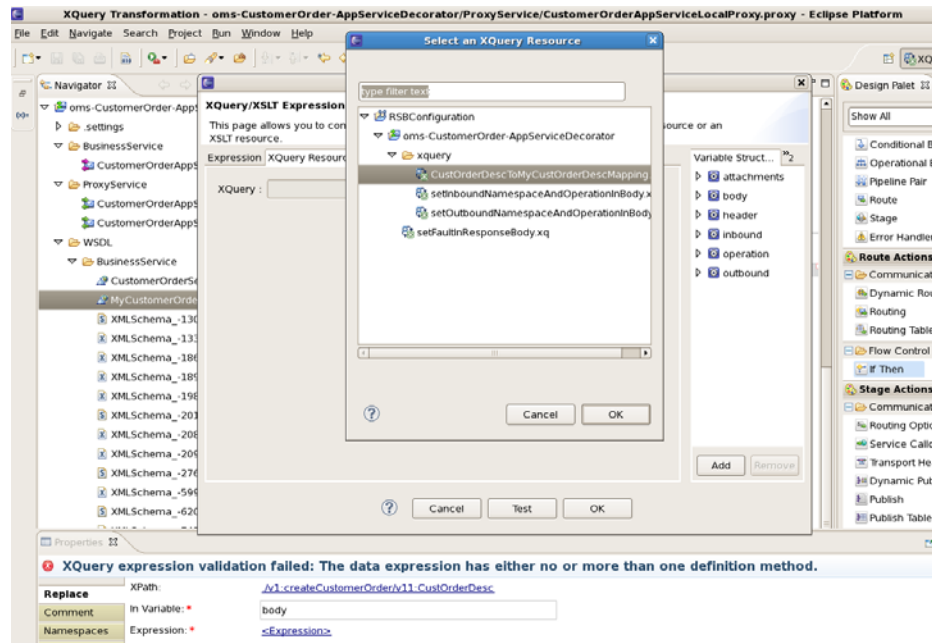 XQuery Transformation - oms-CustomerOrder-AppServiceDecorator/ProxyService/CustomerOrderAppServiceLocalProxy.proxy - Eclipse Platform
File Edit Navigate Search Project Run Window Help
Select an XQuery Resource
type filter text
RSBConfiguration
oms-CustomerOrder-AppServiceDecorator
xquery
CustOrderDescToMyCustOrderDescMapping.
setInboundNamespaceAndOperationInBody.x
setOutboundNamespaceAndOperationInBody
setFaultInResponseBody.xq
Cancel
OK
Navigator
oms-CustomerOrder-Apps
.settings
BusinessService
CustomerOrderAppS
ProxyService
CustomerOrderAppS
CustomerOrderAppS
WSDL
BusinessService
CustomerOrderSe
MyCustomerOrde
XMLSchema_-130
XMLSchema_-133
XMLSchema_-186
XMLSchema_-189
XMLSchema_-198
XMLSchema_-201
XMLSchema_-208
XMLSchema_-209
XMLSchema_-276
XMLSchema_-599
XMLSchema_-620
XQuery/XSLT Expression
This page allows you to con
source or an
XSLT resource.
Expression
XQuery Resourc
XQuery :
Variable Struct...
»2
attachments
body
header
inbound
operation
outbound
Add
Remove
Cancel
Test
OK
XQ
Design Palet
Show All
Conditional B
Operational B
Pipeline Pair
Route
Stage
Error Handler
Route Actions
Communicat
Dynamic Rou
Routing
Routing Table
Flow Control
If Then
Stage Actions
Communicat
Routing Optio
Service Callo
Transport He
Dynamic Pub
Publish
Publish Table
Properties
XQuery expression validation failed: The data expression has either no or more than one definition method.
Replace
Comment
Namespaces
XPath:
./v1:createCustomerOrder/v11:CustOrderDesc
In Variable: *
body
Expression: *
<Expression>